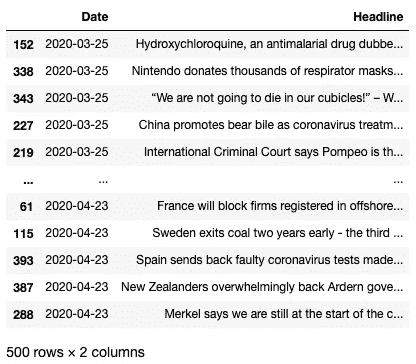 Date Headline
152 2020-03-25 Hydroxychloroquine, an antimalarial drug dubbe...
338 2020-03-25 Nintendo donates thousands of respirator masks...
343 2020-03-25 “We are not going to die in our cubicles!” – W...
227 2020-03-25 China promotes bear bile as coronavirus treatm...
219 2020-03-25 International Criminal Court says Pompeo is th...
... ... ...
61 2020-04-23 France will block firms registered in offshore...
115 2020-04-23 Sweden exits coal two years early - the third ...
393 2020-04-23 Spain sends back faulty coronavirus tests made...
387 2020-04-23 New Zealanders overwhelmingly back Ardern gove...
288 2020-04-23 Merkel says we are still at the start of the c...
500 rows × 2 columns